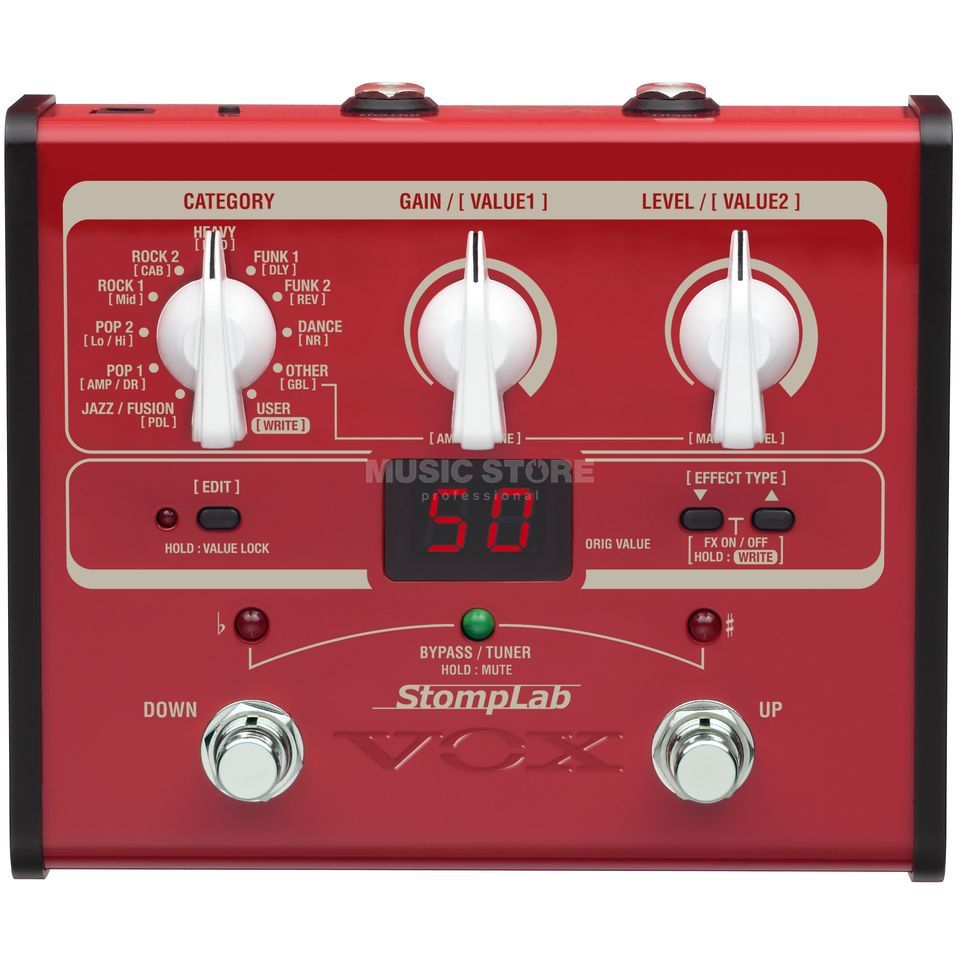 CATEGORY
GAIN / [ VALUE1 ]
LEVEL / [ VALUE2 ]
ROCK 2
[ CAB ]
FUNK 1
[ DLY ]
ROCK 1
[ Mid ]
FUNK 2
[ REV ]
POP 2
[ Lo / Hi ]
DANCE
[ NR ]
POP 1
[ AMP / DR ]
OTHER
[ GBL ]
JAZZ / FUSION
[ PDL ]
USER
[ WRITE ]
MUSIC STORE
professional
[ EDIT ]
HOLD : VALUE LOCK
50
ORIG VALUE
[ EFFECT TYPE ]
▼ ▲
[ FX ON / OFF
HOLD : WRITE ]
♭
♯
BYPASS / TUNER
HOLD : MUTE
StompLab
DOWN
UP
VOX